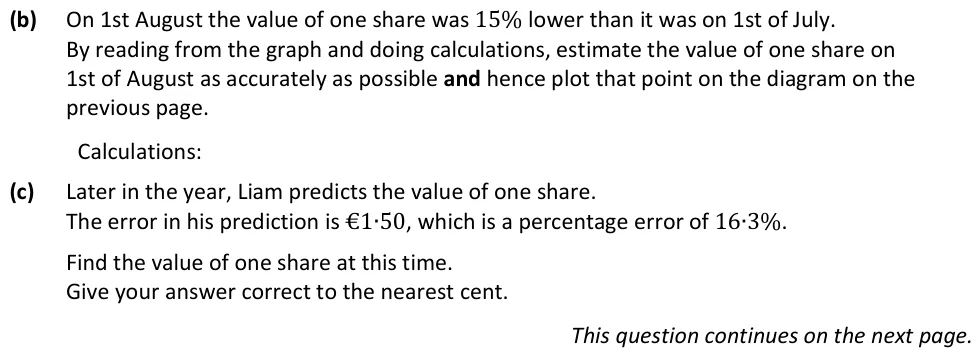 (b) On 1st August the value of one share was 15% lower than it was on 1st of July.
By reading from the graph and doing calculations, estimate the value of one share on
1st of August as accurately as possible and hence plot that point on the diagram on the
previous page.
Calculations:
(c) Later in the year, Liam predicts the value of one share.
The error in his prediction is €1·50, which is a percentage error of 16·3%.
Find the value of one share at this time.
Give your answer correct to the nearest cent.
This question continues on the next page.